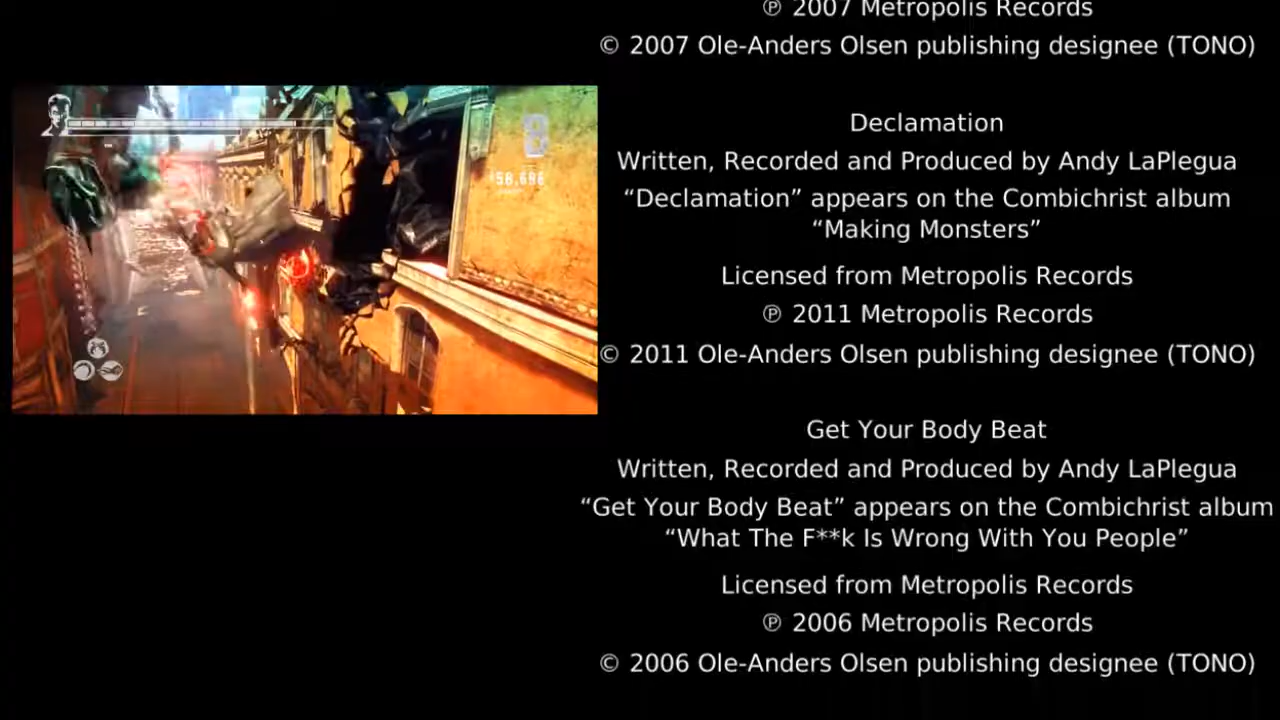 ℗ 2007 Metropolis Records
© 2007 Ole-Anders Olsen publishing designee (TONO)
58,686
Declamation
Written, Recorded and Produced by Andy LaPlegua
“Declamation” appears on the Combichrist album
“Making Monsters”
Licensed from Metropolis Records
℗ 2011 Metropolis Records
© 2011 Ole-Anders Olsen publishing designee (TONO)
Get Your Body Beat
Written, Recorded and Produced by Andy LaPlegua
“Get Your Body Beat” appears on the Combichrist album
“What The F**k Is Wrong With You People”
Licensed from Metropolis Records
℗ 2006 Metropolis Records
© 2006 Ole-Anders Olsen publishing designee (TONO)